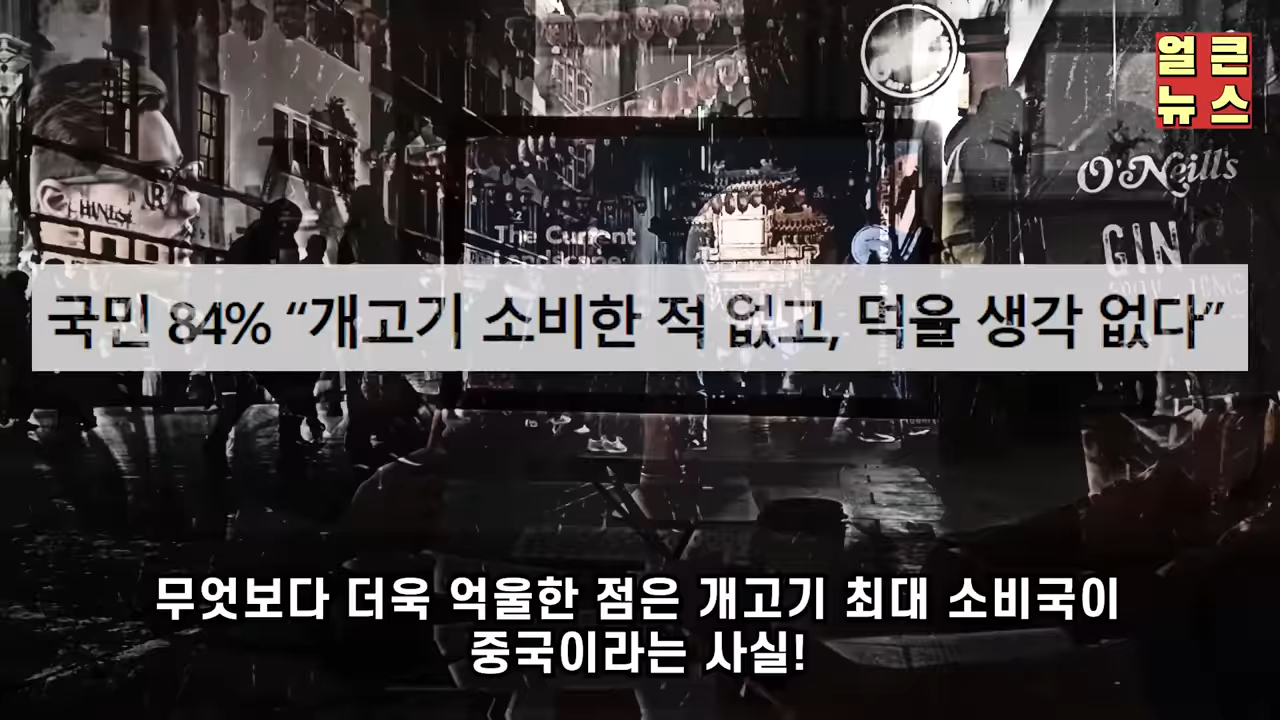 얼큰
뉴스
O'Neill's
GIN
The Current
Landscape
국민 84% “개고기 소비한 적 없고, 먹을 생각 없다”
무엇보다 더욱 억울한 점은 개고기 최대 소비국이
중국이라는 사실!